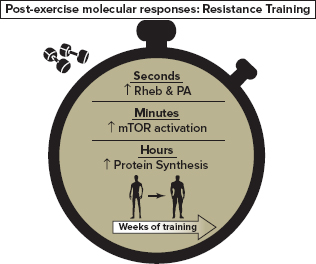 Post-exercise molecular responses: Resistance Training
Seconds
↑ Rheb & PA
Minutes
↑ mTOR activation
Hours
↑ Protein Synthesis
Weeks of training